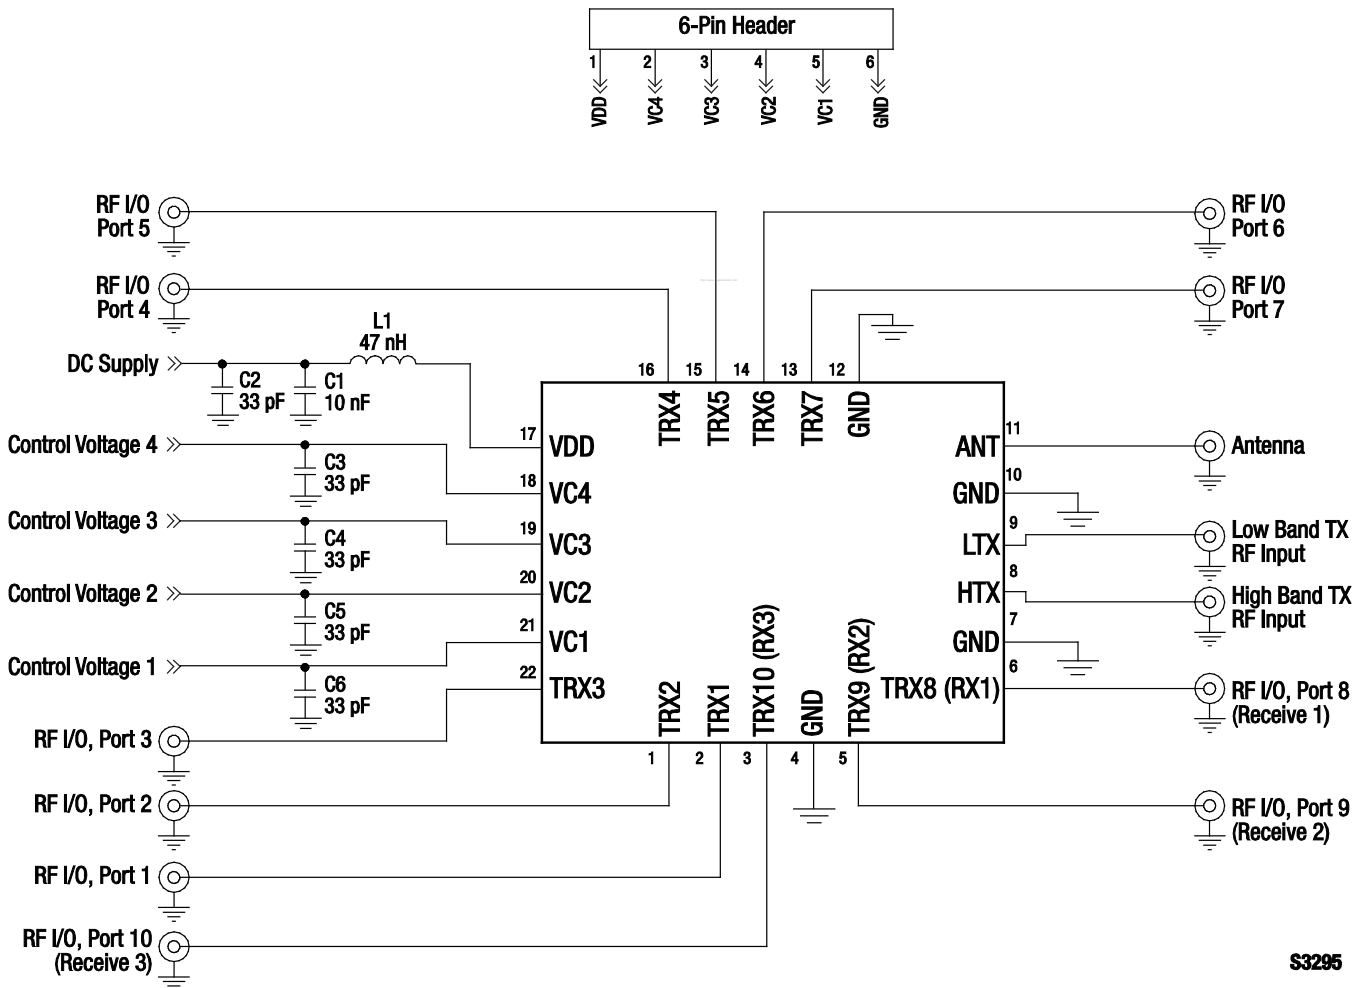 6-Pin Header
1 2 3 4 5 6
VDD VC4 VC3 VC2 VC1 GND
RF I/O
Port 5
RF I/O
Port 6
RF I/O
Port 4
RF I/O
Port 7
L1
47 nH
DC Supply
C2
33 pF
C1
10 nF
16 15 14 13 12
TRX4 TRX5 TRX6 TRX7 GND
Control Voltage 4
C3
33 pF
Control Voltage 3
C4
33 pF
Control Voltage 2
C5
33 pF
Control Voltage 1
C6
33 pF
17 VDD
18 VC4
19 VC3
20 VC2
21 VC1
22 TRX3
ANT 11
GND 10
LTX 9
HTX 8
GND 7
TRX8 (RX1) 6
Antenna
Low Band TX
RF Input
High Band TX
RF Input
RF I/O, Port 8
(Receive 1)
TRX2 TRX1 TRX10 (RX3) GND TRX9 (RX2)
1 2 3 4 5
RF I/O, Port 3
RF I/O, Port 2
RF I/O, Port 9
(Receive 2)
RF I/O, Port 1
RF I/O, Port 10
(Receive 3)
S3295